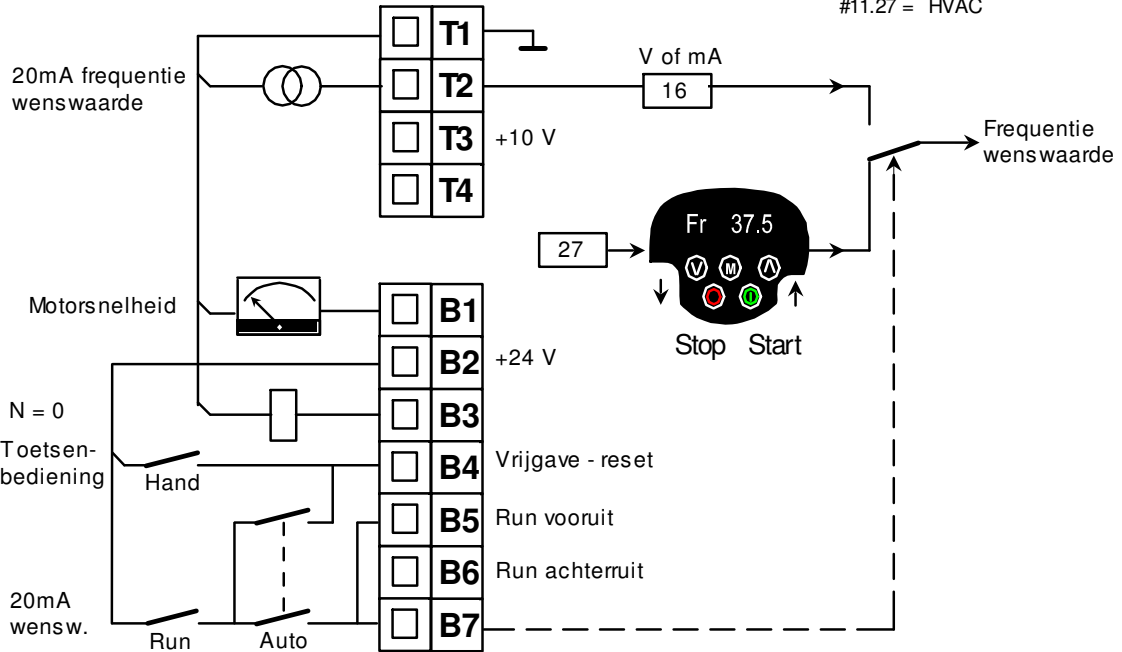 #11.27 = HVAC
T1
20mA frequentie
wenswaarde
T2
V of mA
16
T3
+10 V
T4
Frequentie
wenswaarde
27
Fr 37.5
V
M
Λ
Stop Start
Motorsnelheid
B1
B2
+24 V
N = 0
B3
Toetsen-
bediening
Hand
B4
Vrijgave - reset
B5
Run vooruit
B6
Run achterruit
20mA
wensw.
Run
Auto
B7